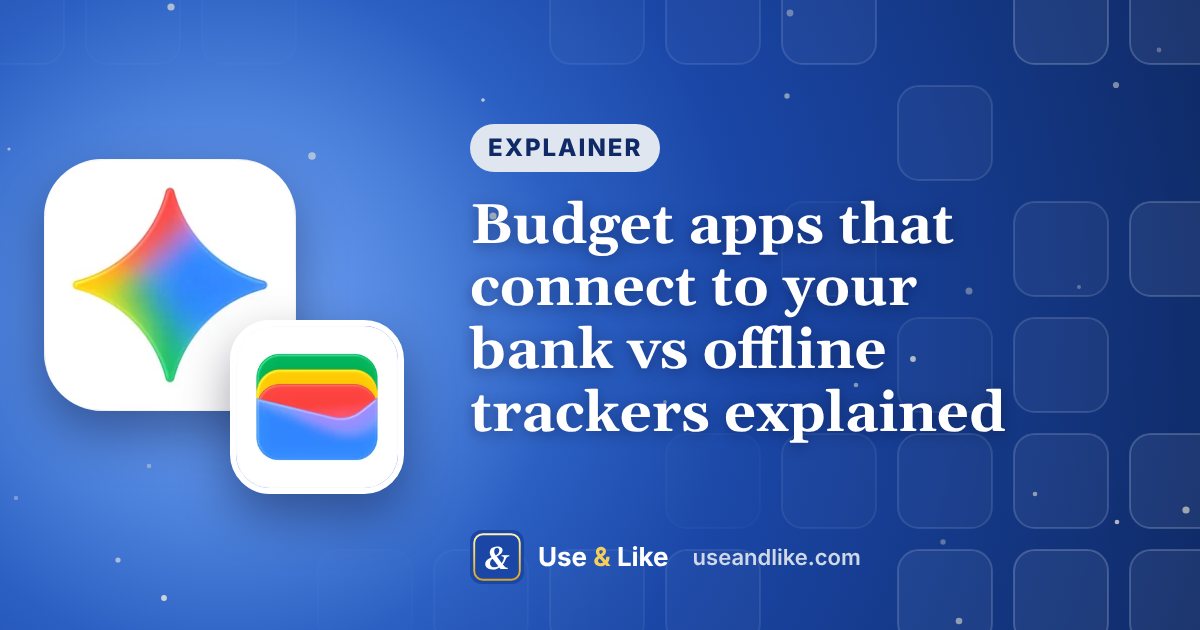 EXPLAINER
Budget apps that
connect to your
bank vs offline
trackers explained
& Use & Like useandlike.com